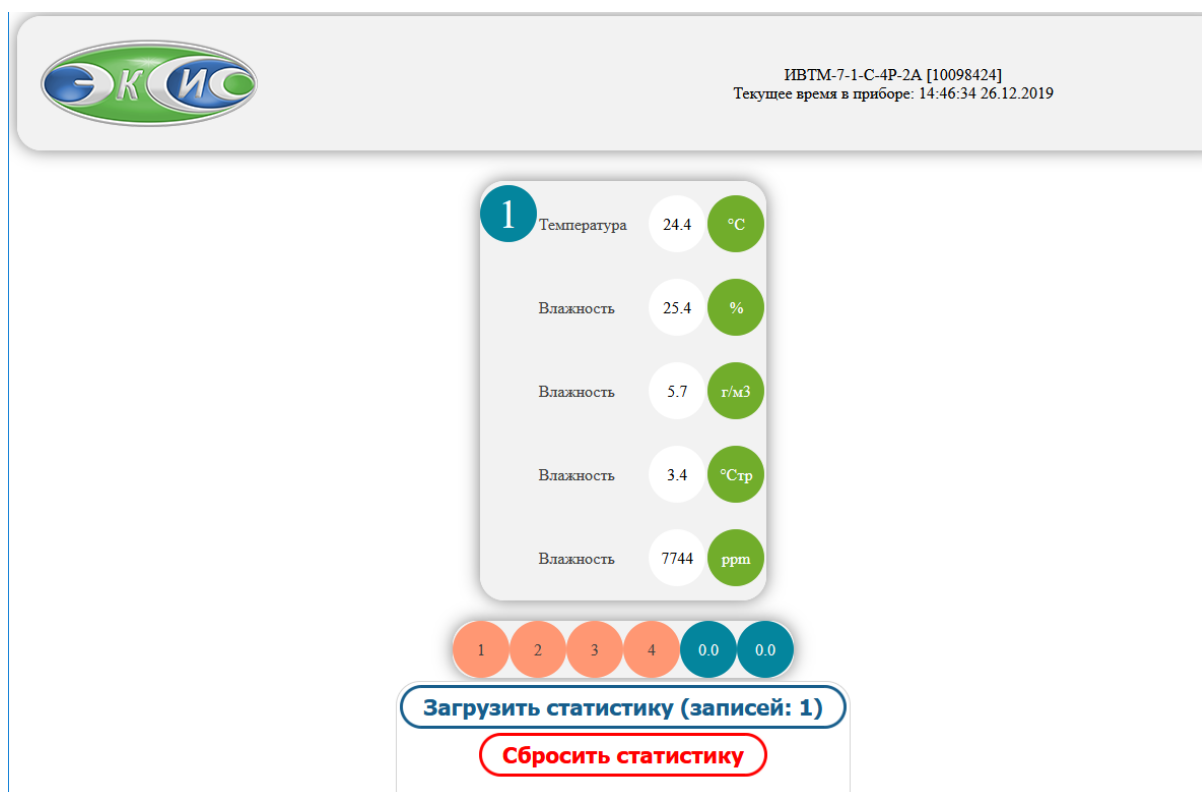 ЭКСИС
ИВТМ-7-1-С-4Р-2А [10098424]
Текущее время в приборе: 14:46:34 26.12.2019
1 Температура 24.4 °C
Влажность 25.4 %
Влажность 5.7 г/м3
Влажность 3.4 °Cтр
Влажность 7744 ppm
1 2 3 4 0.0 0.0
Загрузить статистику (записей: 1)
Сбросить статистику